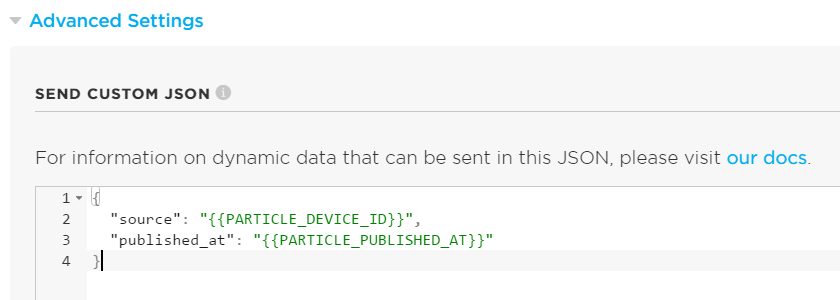 Advanced Settings
SEND CUSTOM JSON i
For information on dynamic data that can be sent in this JSON, please visit our docs.
1 {
2 "source": "{{PARTICLE_DEVICE_ID}}",
3 "published_at": "{{PARTICLE_PUBLISHED_AT}}"
4 }